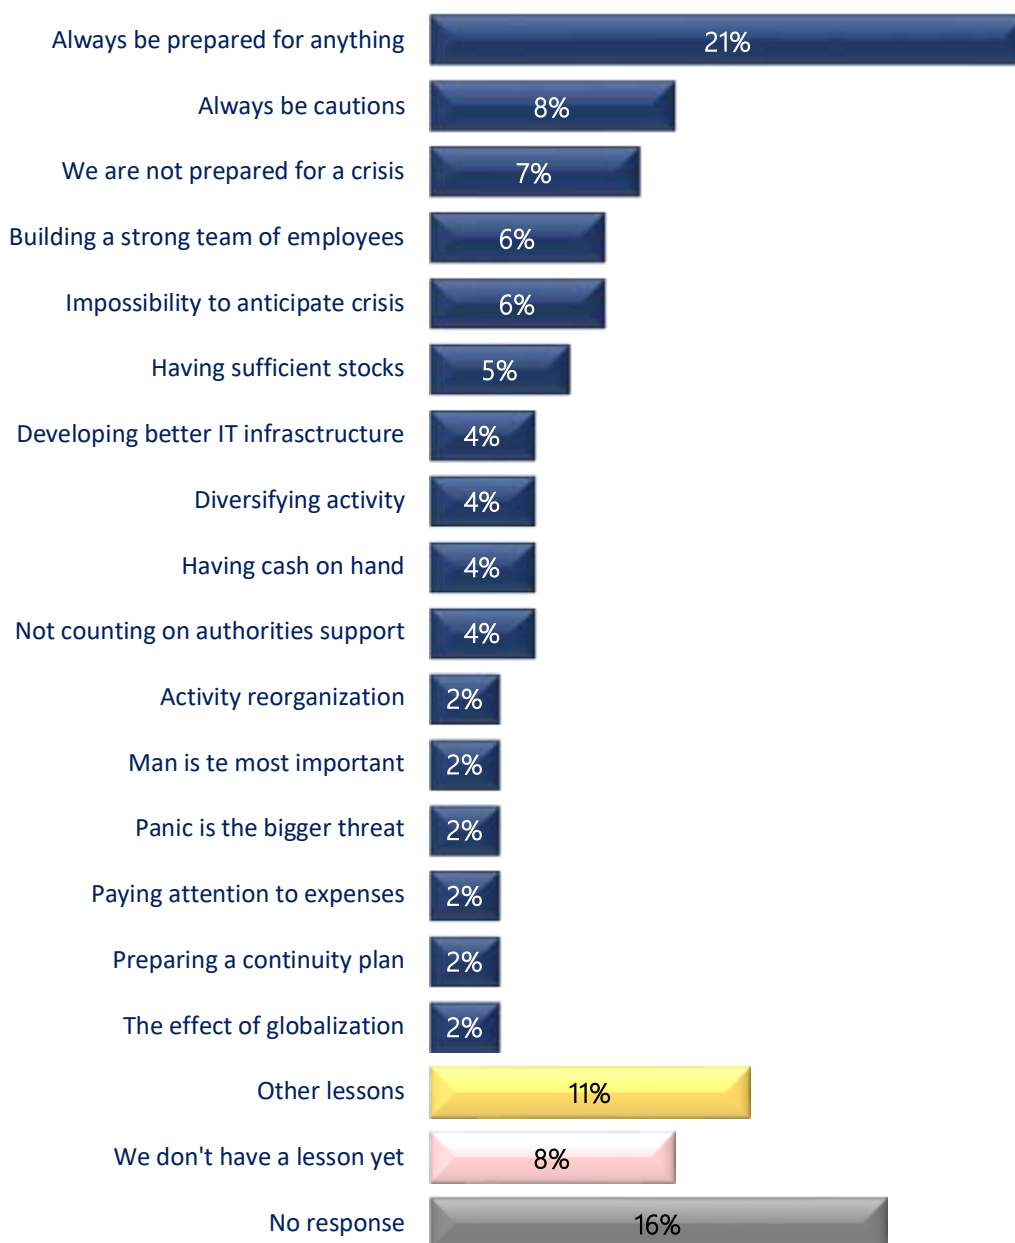 Always be prepared for anything 21%
Always be cautions 8%
We are not prepared for a crisis 7%
Building a strong team of employees 6%
Impossibility to anticipate crisis 6%
Having sufficient stocks 5%
Developing better IT infrasctructure 4%
Diversifying activity 4%
Having cash on hand 4%
Not counting on authorities support 4%
Activity reorganization 2%
Man is te most important 2%
Panic is the bigger threat 2%
Paying attention to expenses 2%
Preparing a continuity plan 2%
The effect of globalization 2%
Other lessons 11%
We don't have a lesson yet 8%
No response 16%